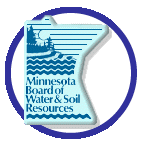 Minnesota
Board of
Water & Soil
Resources